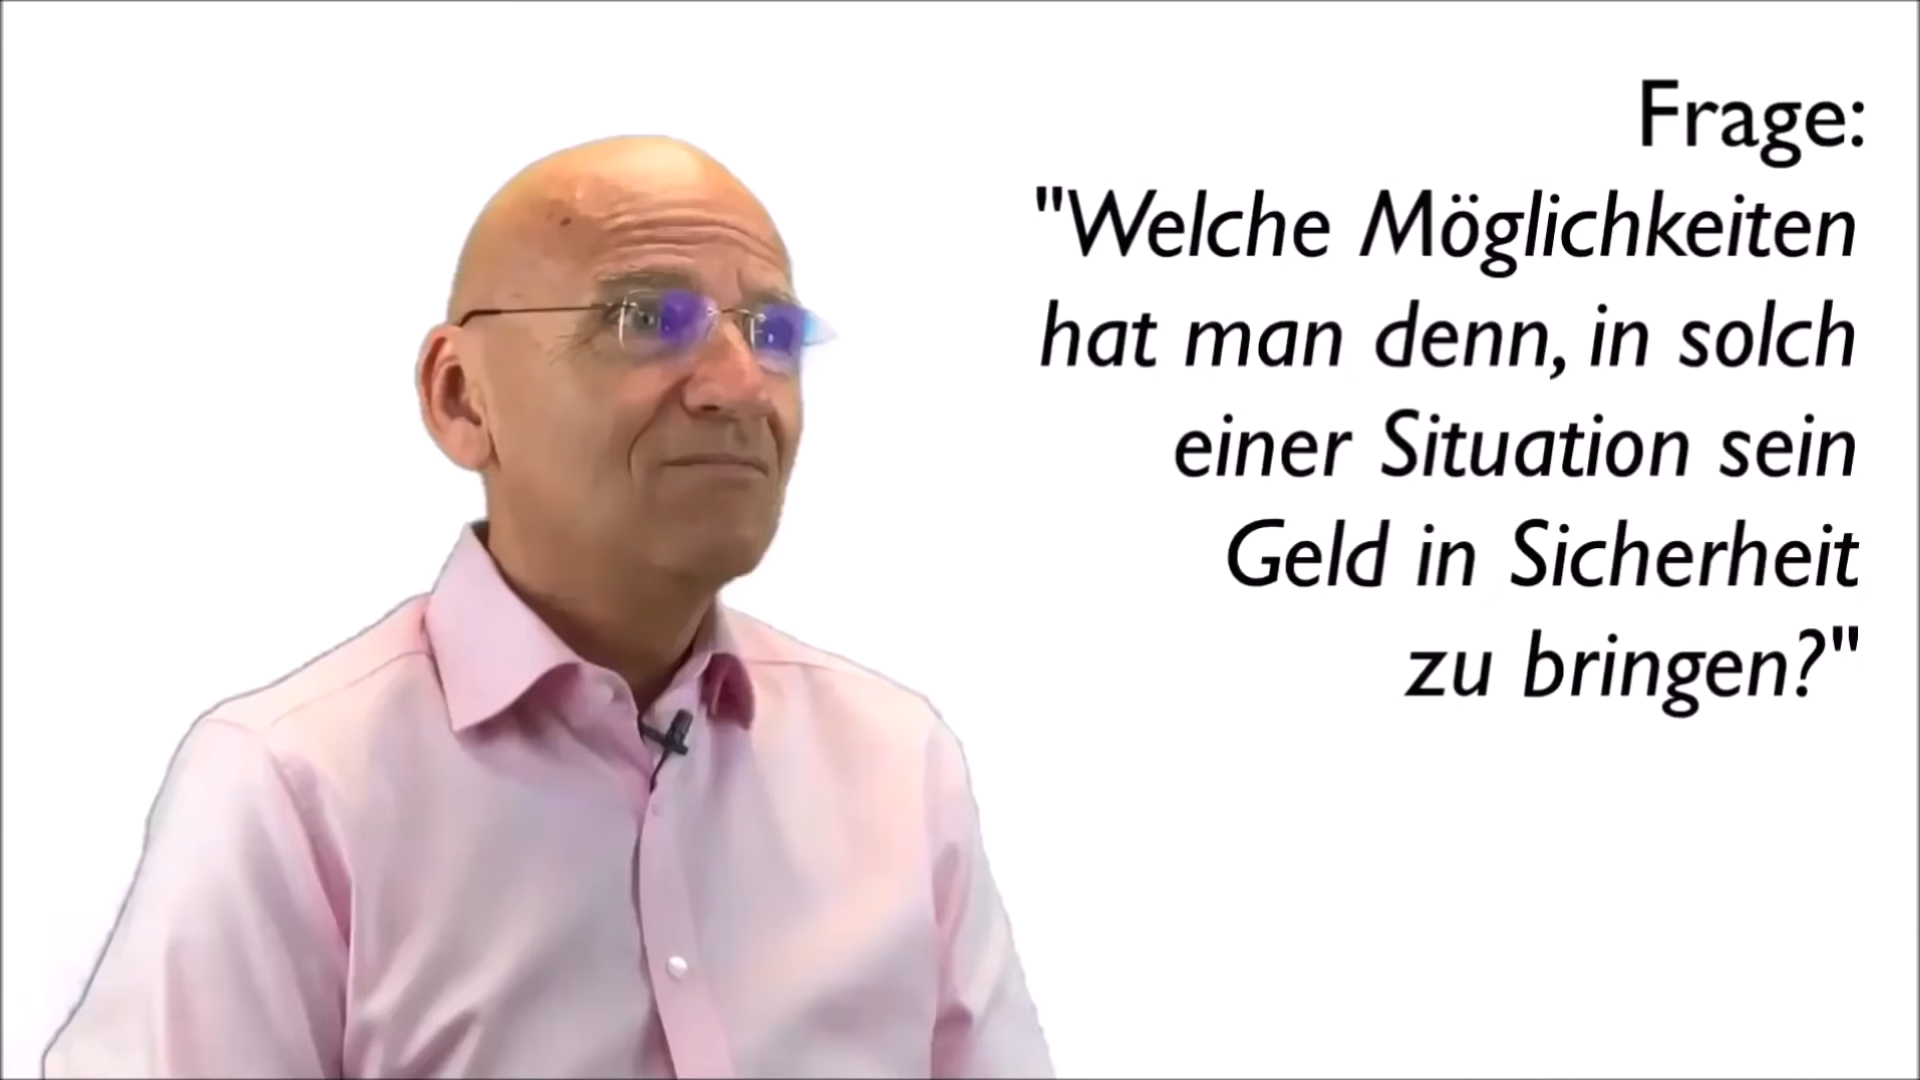 Frage:
"Welche Möglichkeiten
hat man denn, in solch
einer Situation sein
Geld in Sicherheit
zu bringen?"